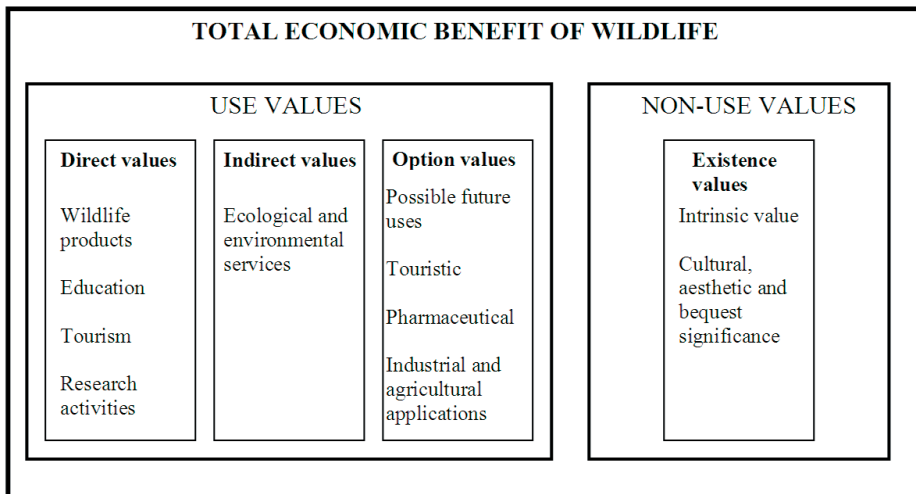 TOTAL ECONOMIC BENEFIT OF WILDLIFE
USE VALUES
Direct values
Wildlife
products
Education
Tourism
Research
activities
Indirect values
Ecological and
environmental
services
Option values
Possible future
uses
Touristic
Pharmaceutical
Industrial and
agricultural
applications
NON-USE VALUES
Existence
values
Intrinsic value
Cultural,
aesthetic and
bequest
significance